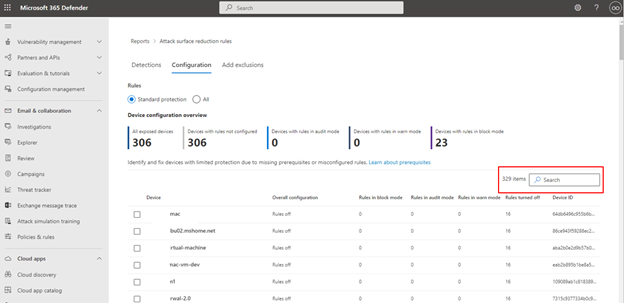 Microsoft 365 Defender
Search
Vulnerability management
Partners and APIs
Evaluation & tutorials
Configuration management
Email & collaboration
Investigations
Explorer
Review
Campaigns
Threat tracker
Exchange message trace
Attack simulation training
Policies & rules
Cloud apps
Cloud discovery
Cloud app catalog
Reports > Attack surface reduction rules
Detections Configuration Add exclusions
Rules
Standard protection All
Device configuration overview
All exposed devices Devices with rules not configured Devices with rules in audit mode Devices with rules in warn mode Devices with rules in block mode
306 306 0 0 23
Identify and fix devices with limited protection due to missing prerequisites or misconfigured rules. Learn about prerequisites
329 items Search
Device Overall configuration Rules in block mode Rules in audit mode Rules in warn mode Rules turned off Device ID
mac Rules off 0 0 0 16
bu02.mshome.net Rules off 0 0 0 16
irtual-machine Rules off 0 0 0 16
nac-vm-dev Rules off 0 0 0 16
n1 Rules off 0 0 0 16
rwal-2.0 Rules off 0 0 0 16